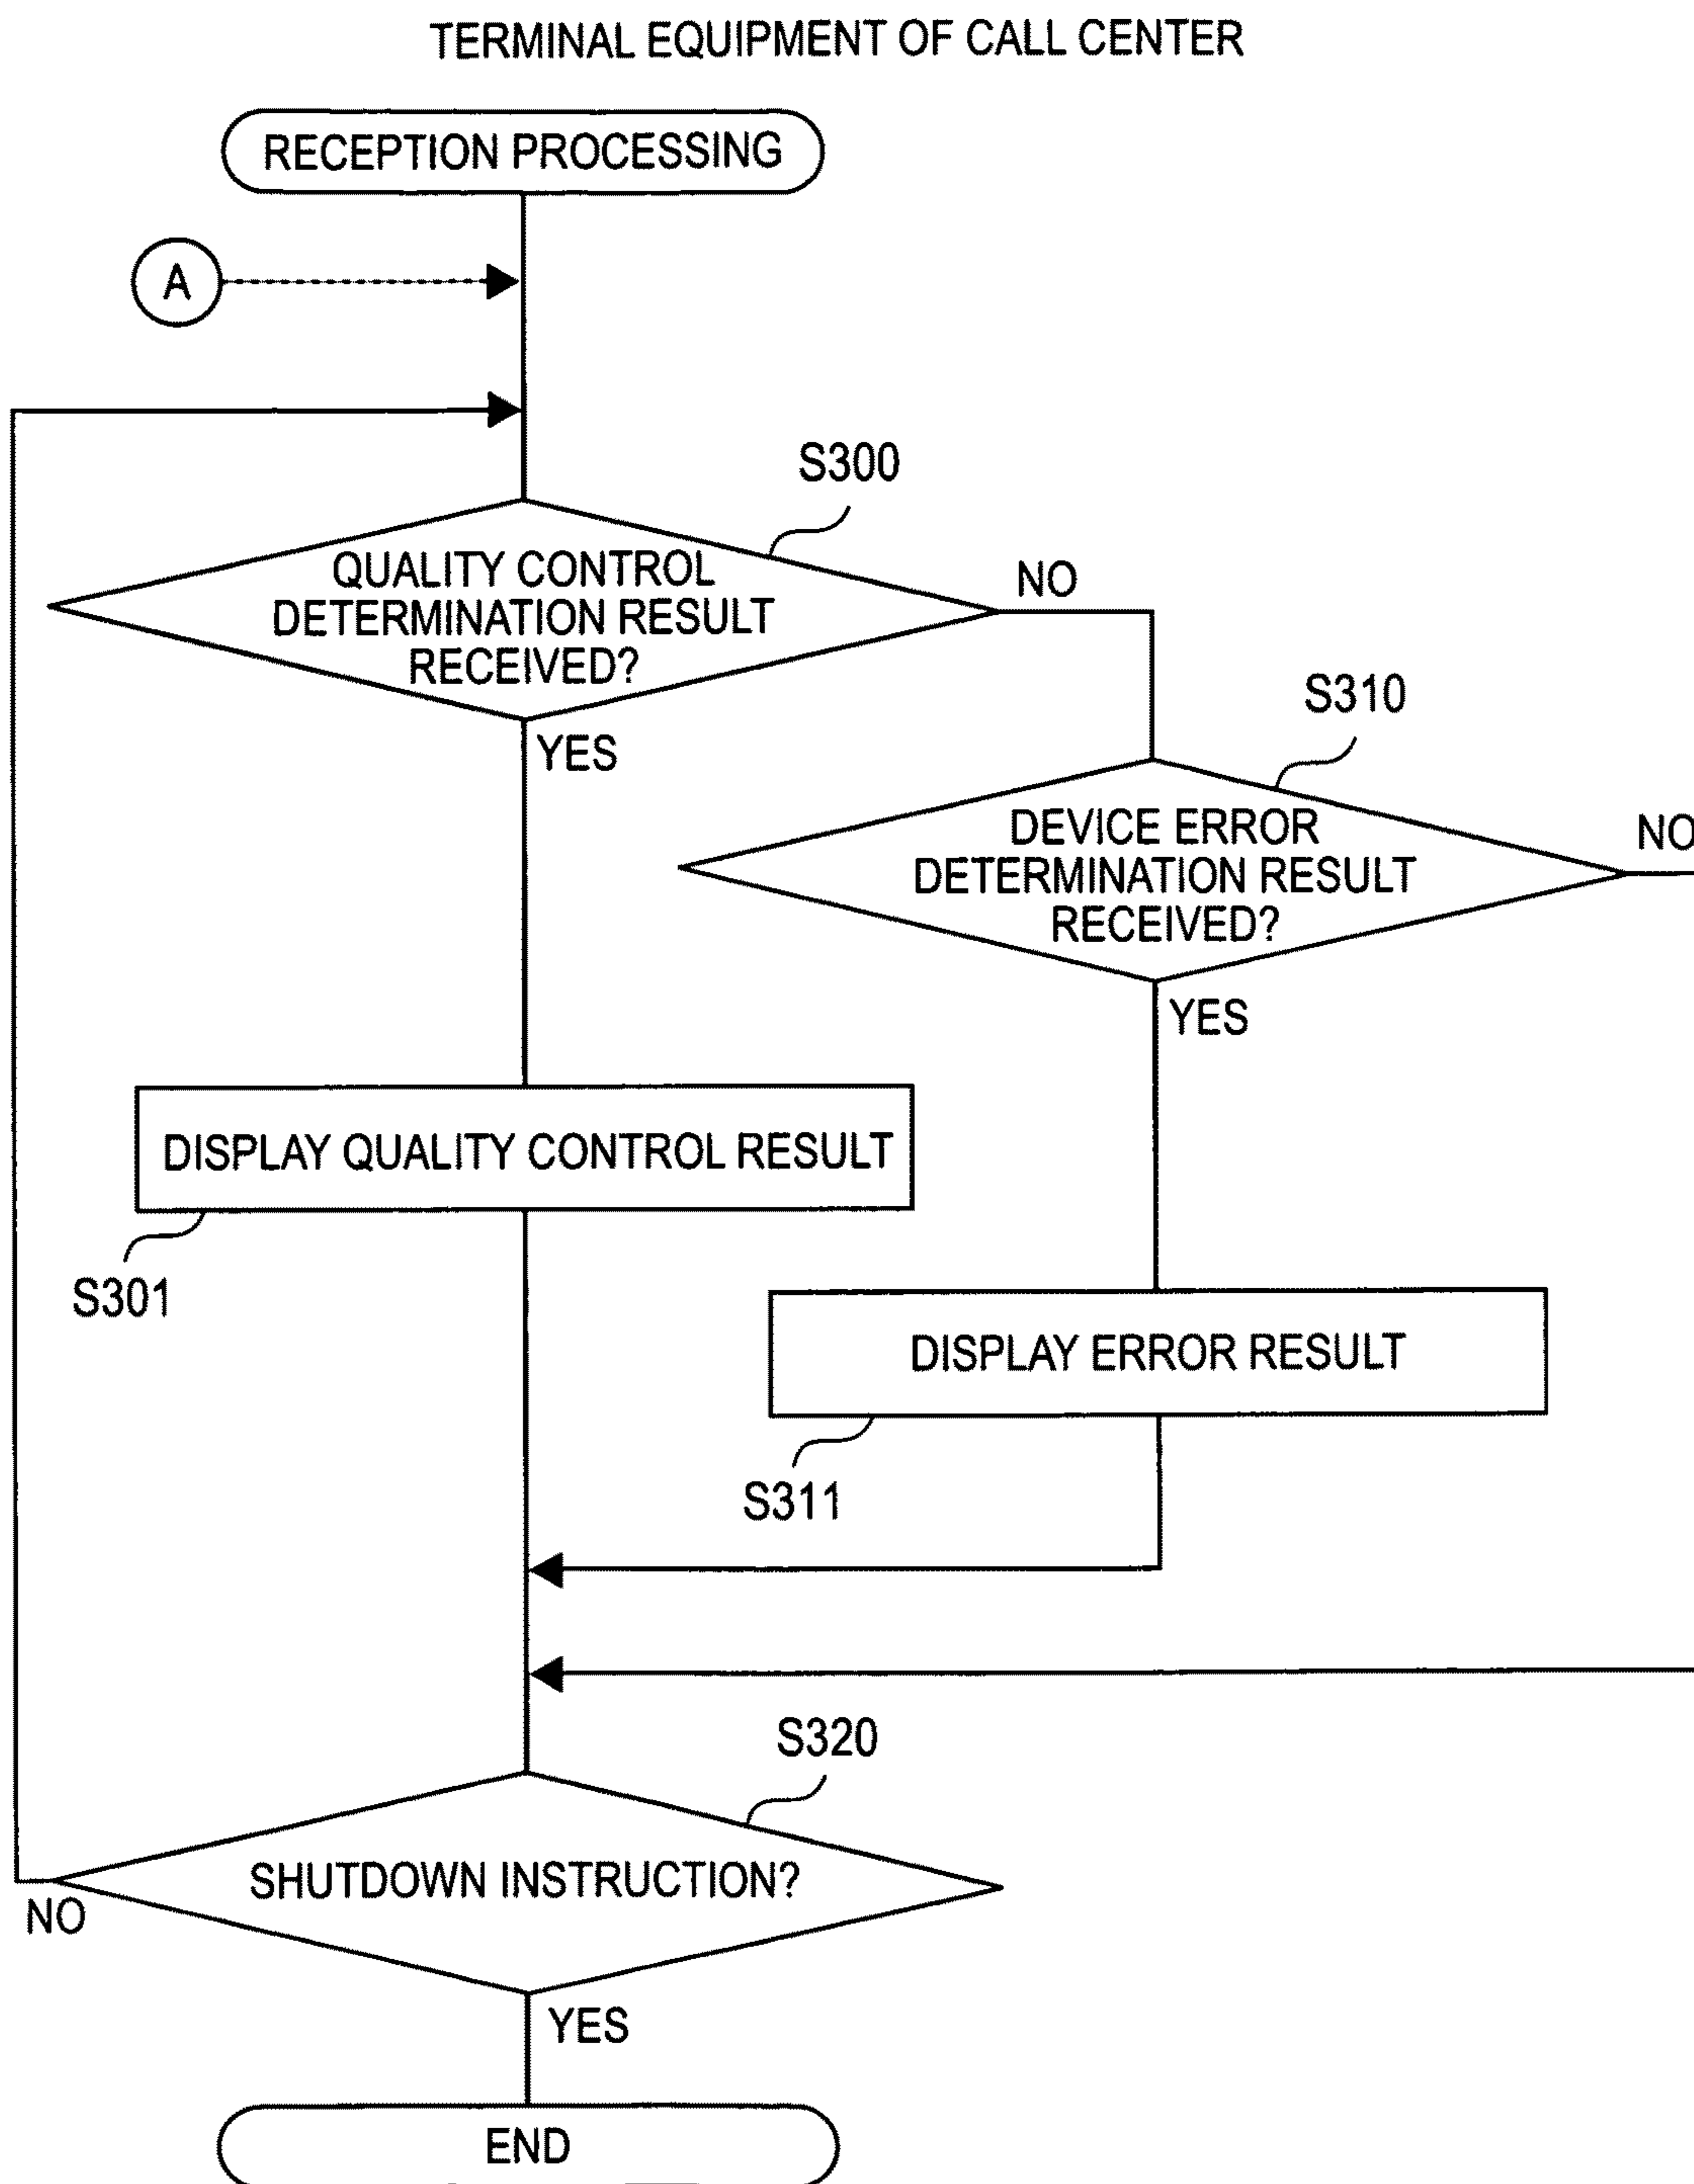 TERMINAL EQUIPMENT OF CALL CENTER
RECEPTION PROCESSING
A
S300
QUALITY CONTROL
DETERMINATION RESULT
RECEIVED?
NO
YES
S310
DEVICE ERROR
DETERMINATION RESULT
RECEIVED?
NO
YES
DISPLAY QUALITY CONTROL RESULT
S301
DISPLAY ERROR RESULT
S311
S320
SHUTDOWN INSTRUCTION?
NO
YES
END